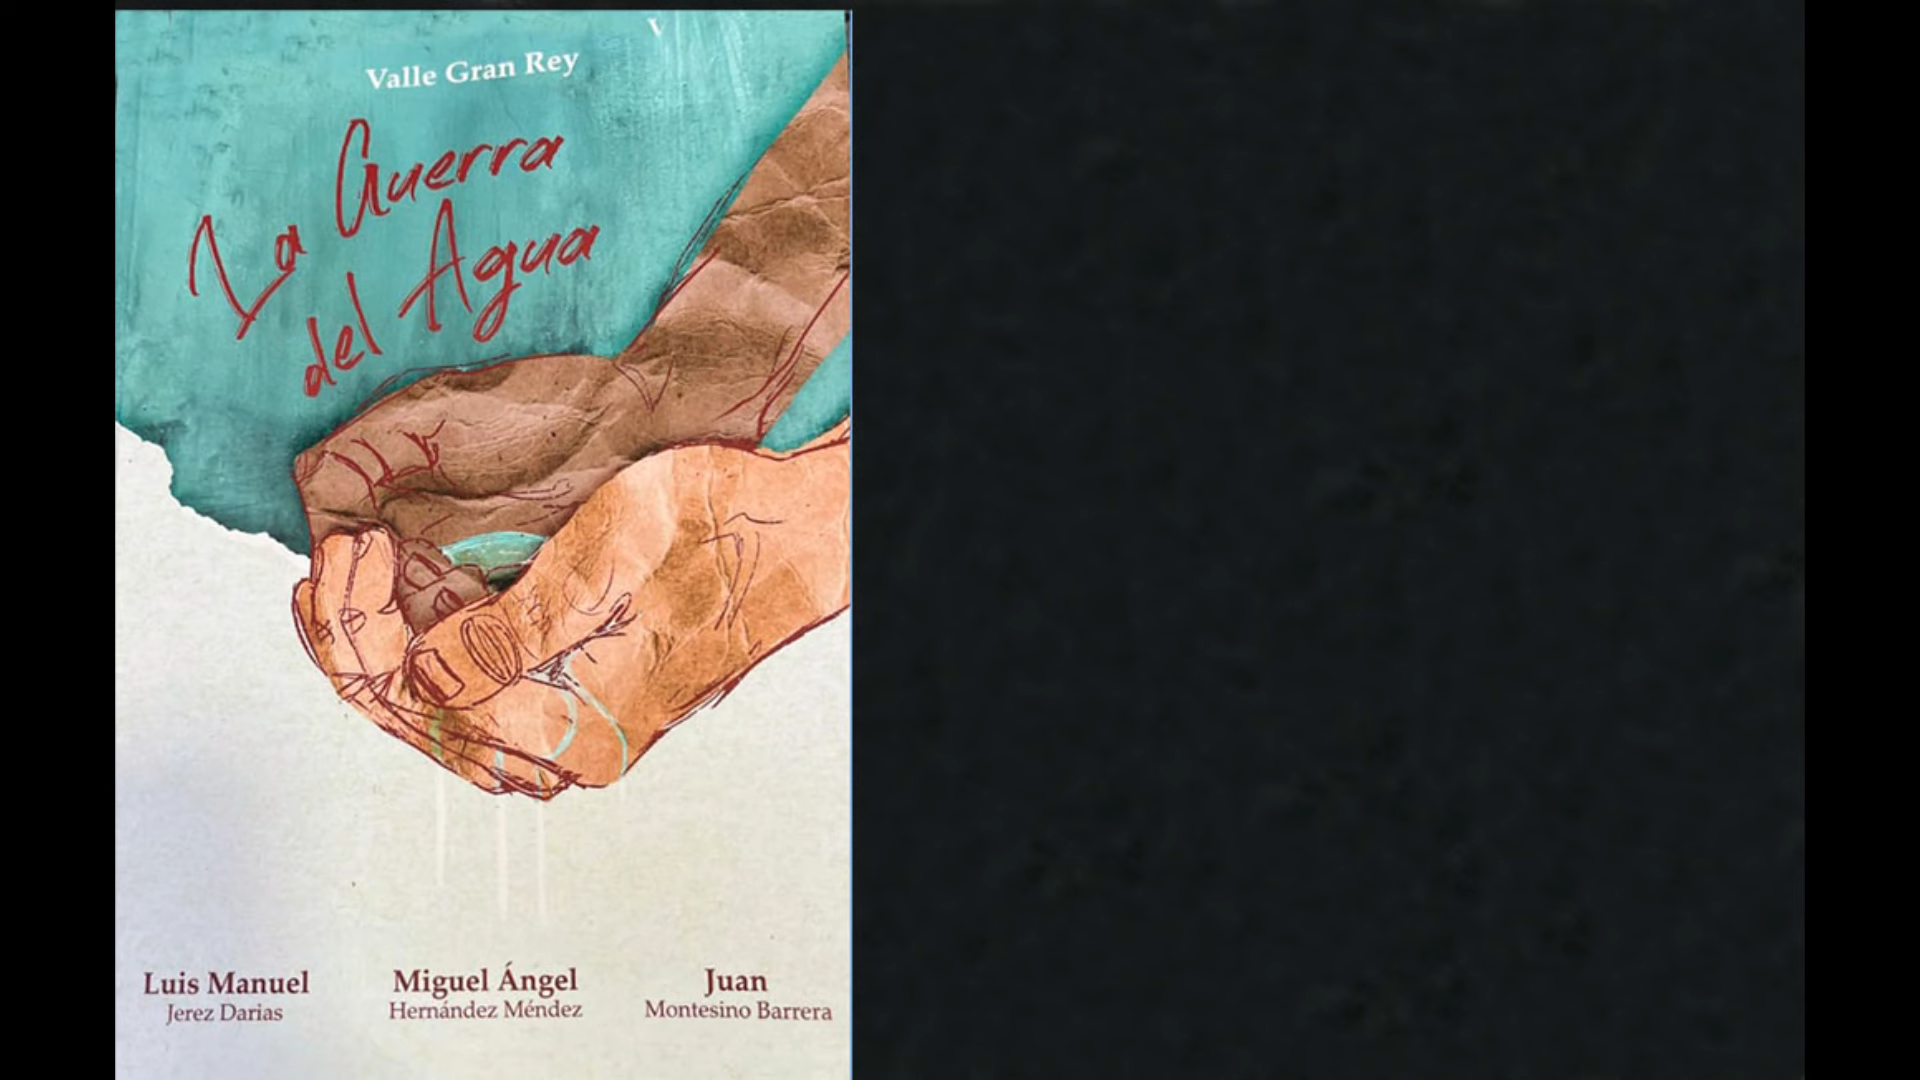 Valle Gran Rey
La Guerra
del Agua
Luis Manuel
Jerez Darias
Miguel Ángel
Hernández Méndez
Juan
Montesino Barrera